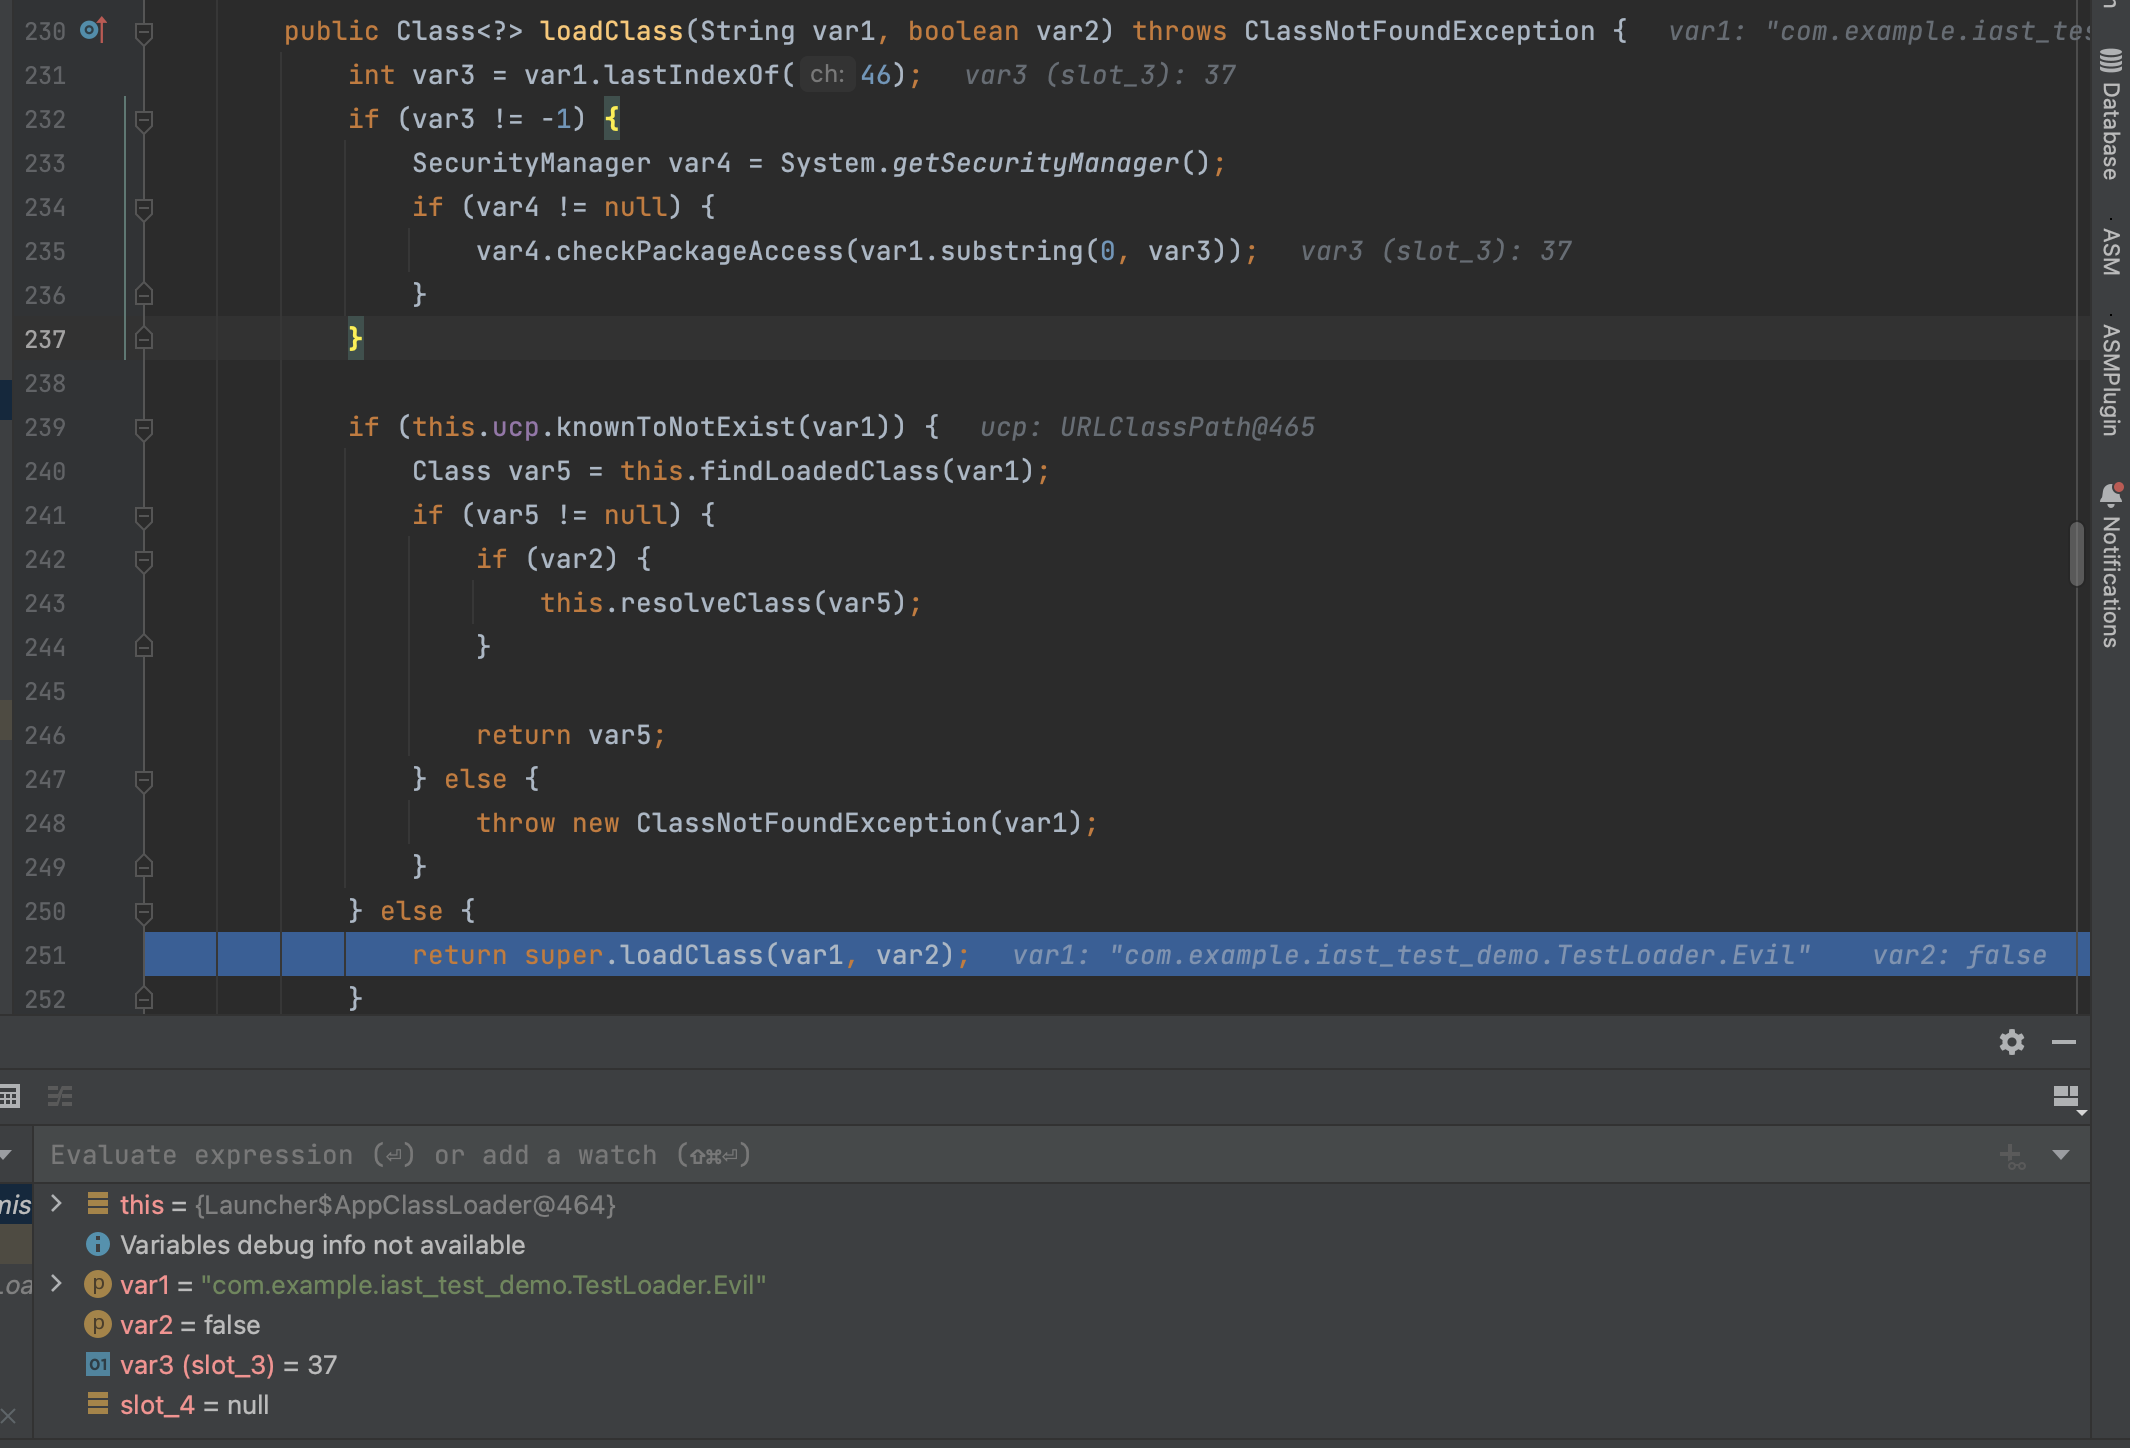 230 public Class<?> loadClass(String var1, boolean var2) throws ClassNotFoundException { var1: "com.example.iast_tes
231 int var3 = var1.lastIndexOf( ch: 46); var3 (slot_3): 37
232 if (var3 != -1) {
233 SecurityManager var4 = System.getSecurityManager();
234 if (var4 != null) {
235 var4.checkPackageAccess(var1.substring(0, var3)); var3 (slot_3): 37
236 }
237 }
238
239 if (this.ucp.knownToNotExist(var1)) { ucp: URLClassPath@465
240 Class var5 = this.findLoadedClass(var1);
241 if (var5 != null) {
242 if (var2) {
243 this.resolveClass(var5);
244 }
245
246 return var5;
247 } else {
248 throw new ClassNotFoundException(var1);
249 }
250 } else {
251 return super.loadClass(var1, var2); var1: "com.example.iast_test_demo.TestLoader.Evil" var2: false
252 }
Database
ASM
ASMPlugin
Notifications
Evaluate expression (⏎) or add a watch (⇧⌘⏎)
this = {Launcher$AppClassLoader@464}
Variables debug info not available
var1 = "com.example.iast_test_demo.TestLoader.Evil"
var2 = false
01 var3 (slot_3) = 37
slot_4 = null